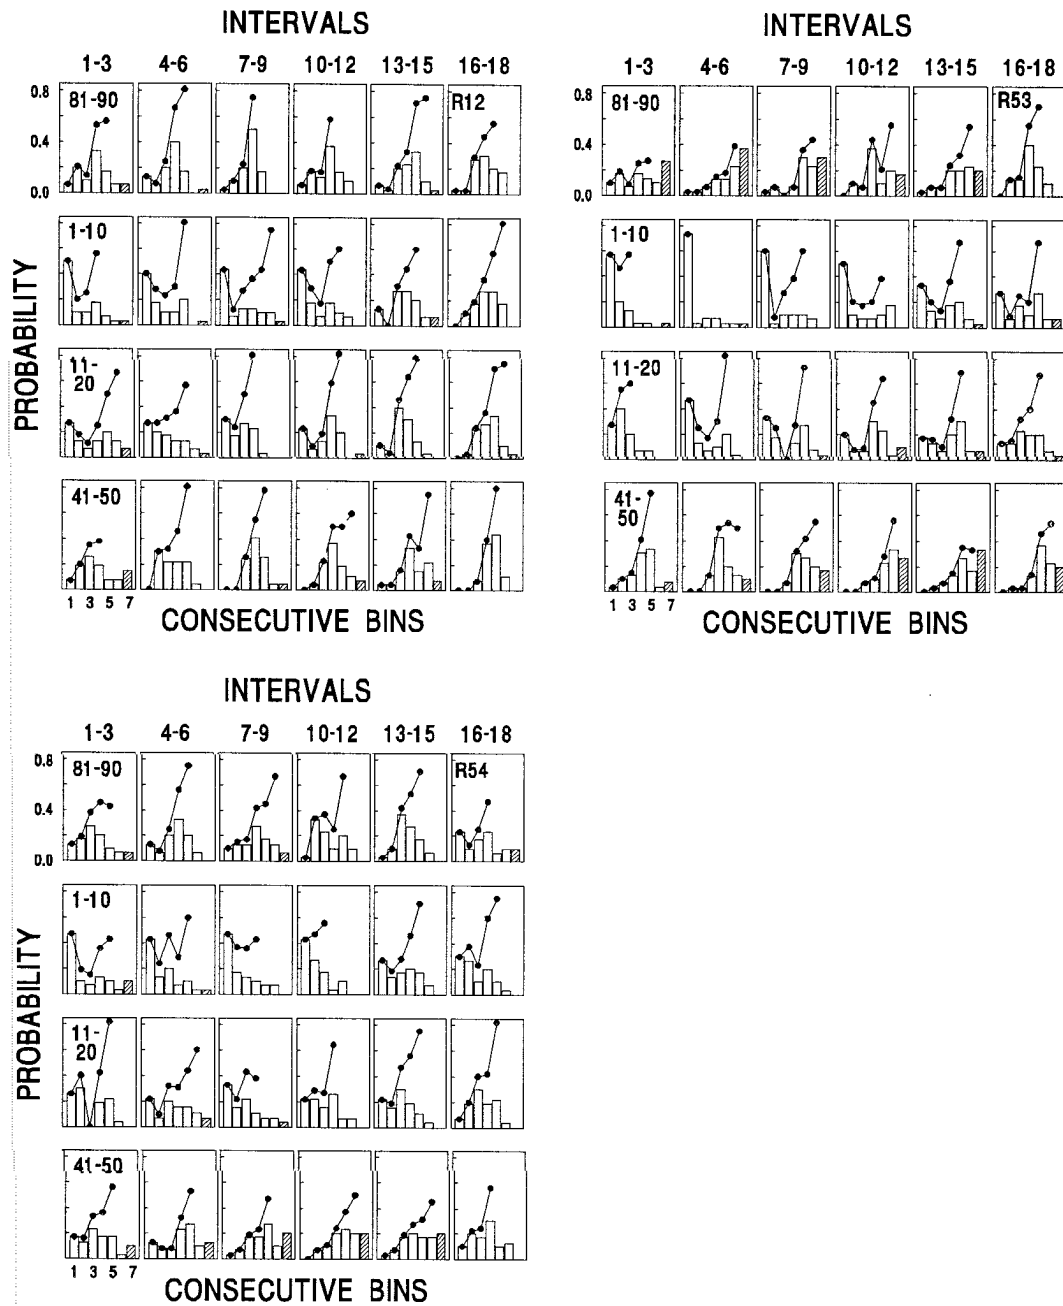 INTERVALS
1-3 4-6 7-9 10-12 13-15 16-18
0.8
81-90
R12
0.4
0.0
1-10
11-
20
41-50
1 3 5 7
PROBABILITY
CONSECUTIVE BINS
INTERVALS
1-3 4-6 7-9 10-12 13-15 16-18
0.8
81-90
R53
0.4
0.0
1-10
11-20
41-
50
1 3 5 7
CONSECUTIVE BINS
INTERVALS
1-3 4-6 7-9 10-12 13-15 16-18
0.8
81-90
R54
0.4
0.0
1-10
11-
20
41-50
1 3 5 7
PROBABILITY
CONSECUTIVE BINS